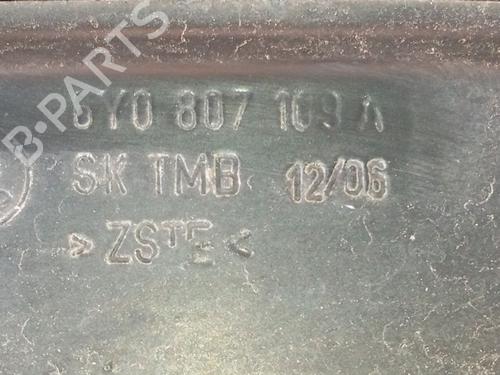 B-PARTS
6Y0 807 109 A
SK TMB 12/06
> ZSTE <